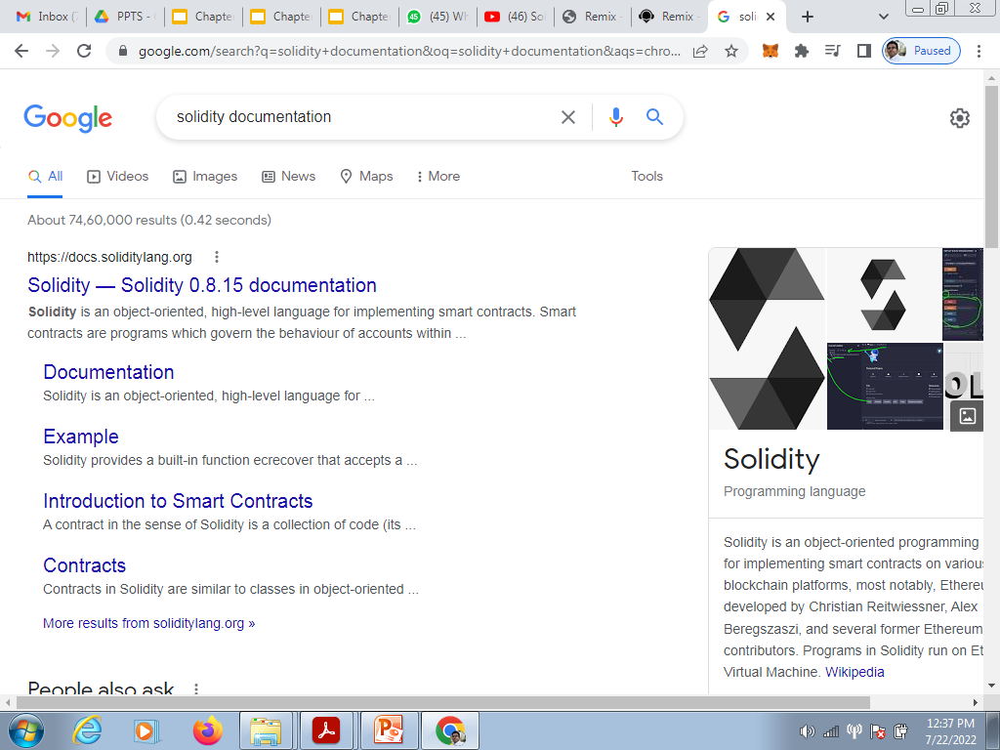 Inbox (
PPTS -
Chapte
Chapte
Chapte
(45) W
(46) So
Remix -
Remix -
soli
google.com/search?q=solidity+documentation&oq=solidity+documentation&aqs=chro...
Paused
Google
solidity documentation
All
Videos
Images
News
Maps
More
Tools
About 74,60,000 results (0.42 seconds)
https://docs.soliditylang.org
Solidity — Solidity 0.8.15 documentation
Solidity is an object-oriented, high-level language for implementing smart contracts. Smart
contracts are programs which govern the behaviour of accounts within ...
Documentation
Solidity is an object-oriented, high-level language for ...
Example
Solidity provides a built-in function ecrecover that accepts a ...
Introduction to Smart Contracts
A contract in the sense of Solidity is a collection of code (its ...
Contracts
Contracts in Solidity are similar to classes in object-oriented ...
More results from soliditylang.org »
People also ask
Solidity
Programming language
Solidity is an object-oriented programming
for implementing smart contracts on variou
blockchain platforms, most notably, Ethere
developed by Christian Reitwiessner, Alex
Beregszaszi, and several former Ethereum
contributors. Programs in Solidity run on Et
Virtual Machine. Wikipedia
12:37 PM
7/22/2022